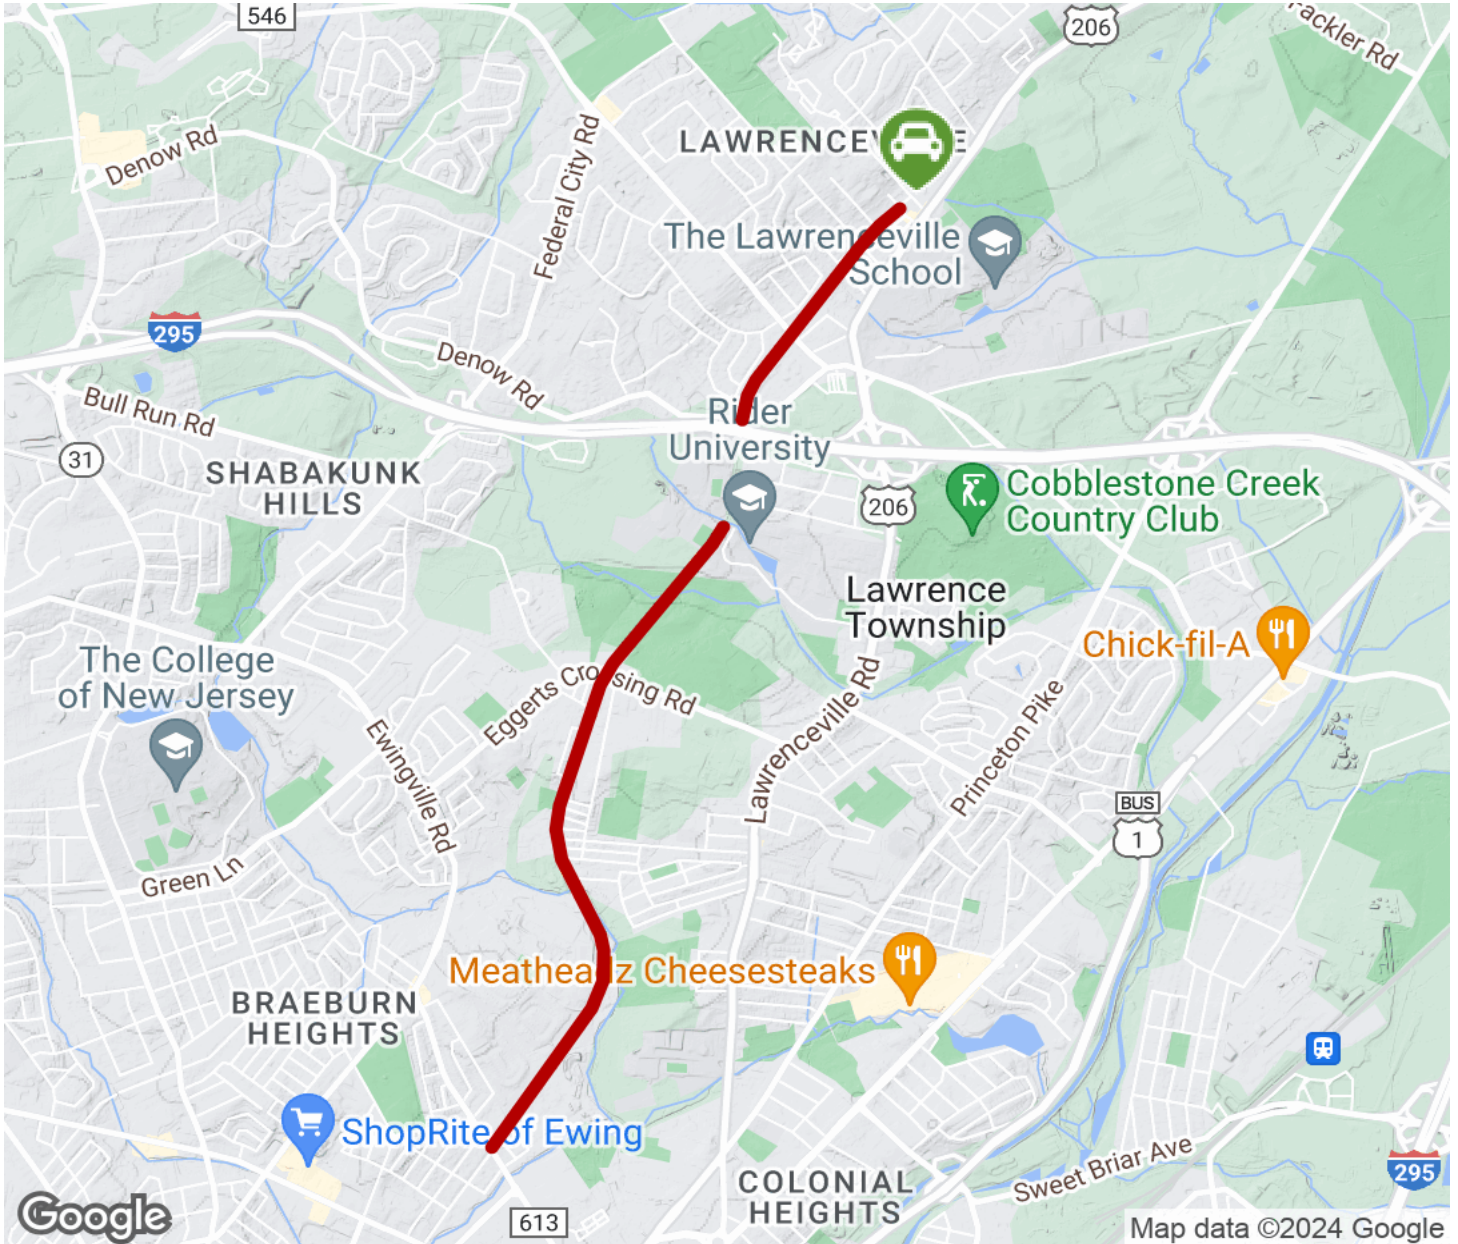 546
206
Fackler Rd
Denow Rd
Federal City Rd
LAWRENCEV E
The Lawrenceville
School
295
Denow Rd
Bull Run Rd
Rider
University
31
SHABAKUNK
HILLS
206
Cobblestone Creek
Country Club
Lawrence
Township
Chick-fil-A
The College
of New Jersey
Eggerts Crossing Rd
Ewingville Rd
Lawrenceville Rd
Princeton Pike
BUS
1
Green Ln
Meatheadz Cheesesteaks
BRAEBURN
HEIGHTS
ShopRite of Ewing
Sweet Briar Ave
295
COLONIAL
HEIGHTS
613
Google
Map data ©2024 Google